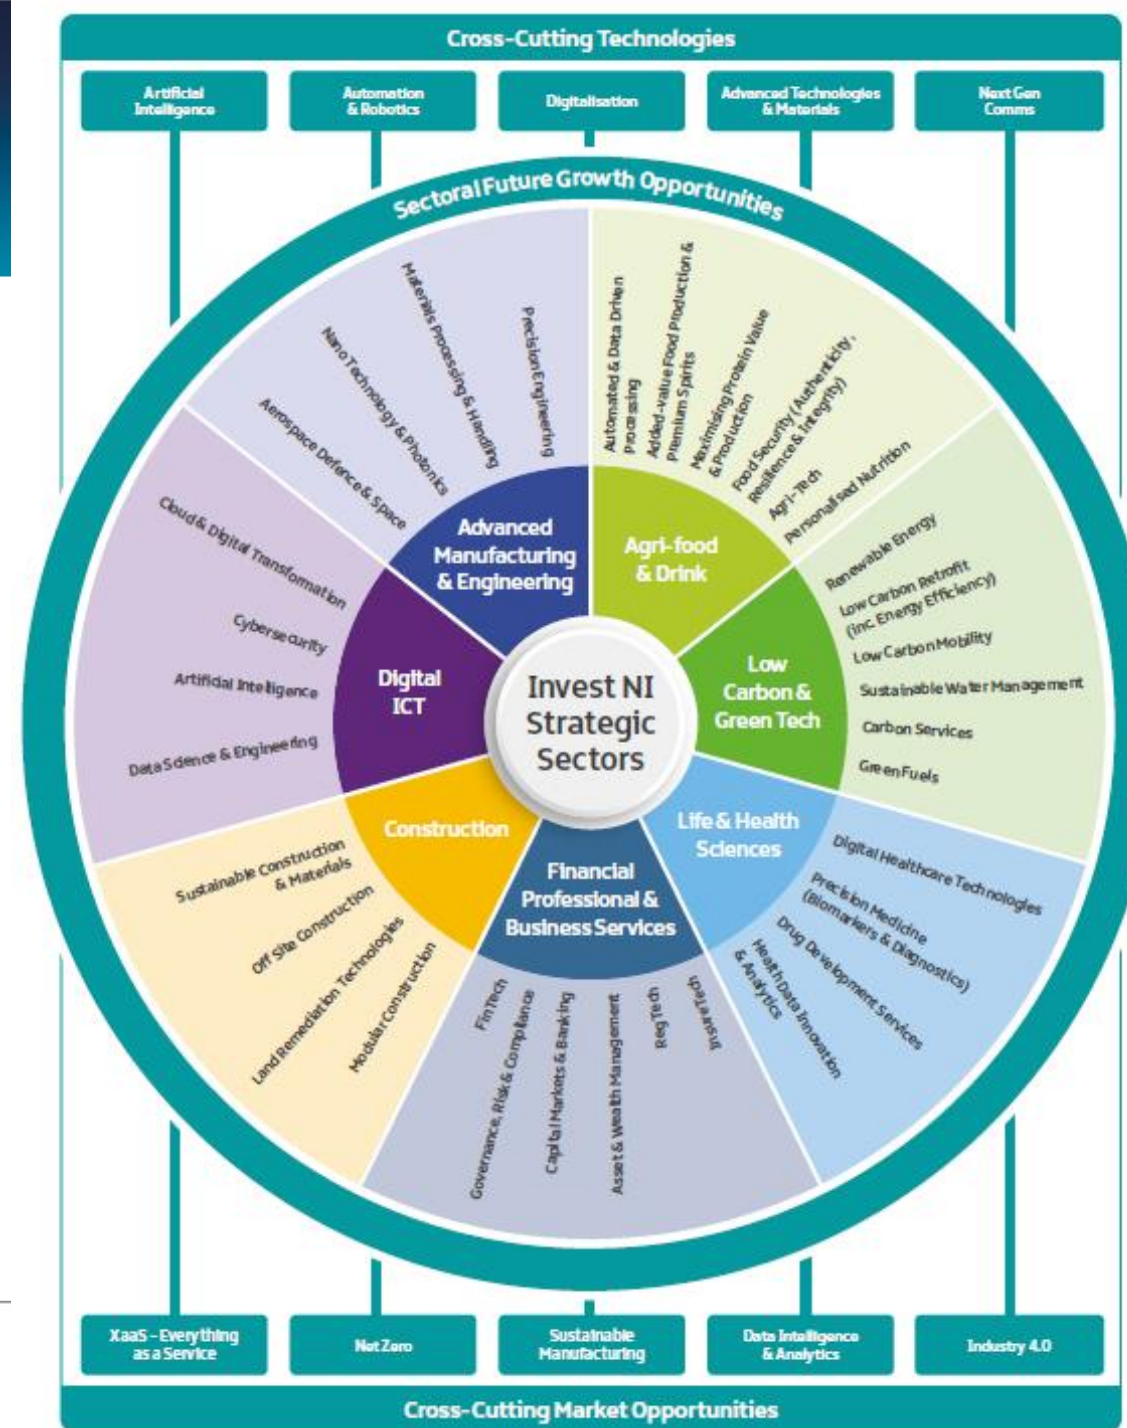 Cross-Cutting Technologies
Artificial
Intelligence
Automation
& Robotics
Digitalisation
Advanced Technologies
& Materials
Next Gen
Comms
Sectoral Future Growth Opportunities
Aerospace Defence & Space
Nano Technology & Photonics
Materials Processing & Handling
Precision Engineering
Automated & Data Driven
Processing
Added-value Food Production &
Premium Spirits
Maximising Protein Value
& Production
Food Security (Authenticity,
Resilience & Integrity)
Agri-Tech
Personalised Nutrition
Advanced
Manufacturing
& Engineering
Agri-food
& Drink
Renewable Energy
Low Carbon Retrofit
(inc. Energy Efficiency)
Low Carbon Mobility
Sustainable Water Management
Carbon Services
Green Fuels
Low
Carbon &
Green Tech
Cloud & Digital Transformation
Cybersecurity
Artificial Intelligence
Data Science & Engineering
Digital
ICT
Invest NI
Strategic
Sectors
Construction
Sustainable Construction
& Materials
Off Site Construction
Land Remediation Technologies
Modular Construction
Financial
Professional &
Business Services
FinTech
Governance, Risk & Compliance
Capital Markets & Banking
Asset & Wealth Management
RegTech
InsureTech
Life & Health
Sciences
Digital Healthcare Technologies
Precision Medicine
(Biomarkers & Diagnostics)
Drug Development Services
Health Data Innovation
& Analytics
XaaS - Everything
as a Service
Net Zero
Sustainable
Manufacturing
Data Intelligence
& Analytics
Industry 4.0
Cross-Cutting Market Opportunities